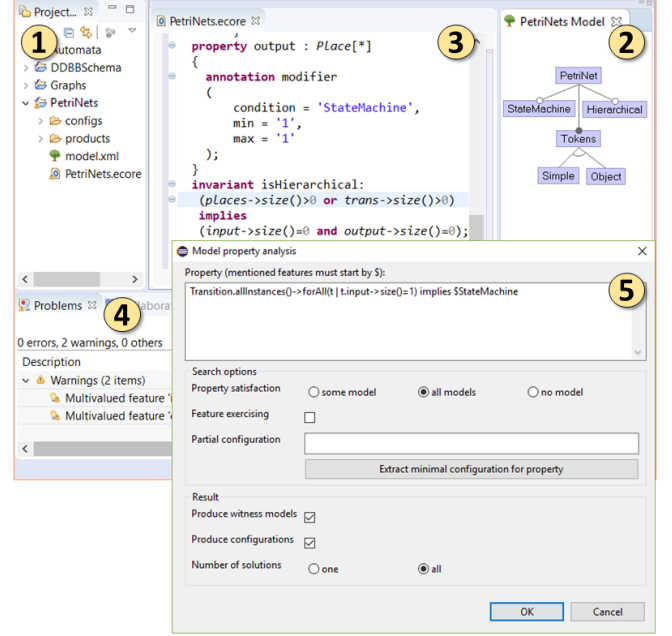 Project...
1
Automata
DDBBSchema
Graphs
PetriNets
configs
products
model.xml
PetriNets.ecore
PetriNets.ecore
3
property output : Place[*]
{
annotation modifier
(
condition = 'StateMachine',
min = '1',
max = '1'
);
}
invariant isHierarchical:
(places->size()>0 or trans->size()>0)
implies
(input->size()=0 and output->size()=0);
PetriNets Model
2
PetriNet
StateMachine
Hierarchical
Tokens
Simple
Object
Problems
4
0 errors, 2 warnings, 0 others
Description
Warnings (2 items)
Multivalued feature
Multivalued feature
Model property analysis
Property (mentioned features must start by $):
5
Transition.allInstances()->forAll(t | t.input->size()=1) implies $StateMachine
Search options
Property satisfaction
some model
all models
no model
Feature exercising
Partial configuration
Extract minimal configuration for property
Result
Produce witness models
Produce configurations
Number of solutions
one
all
OK
Cancel